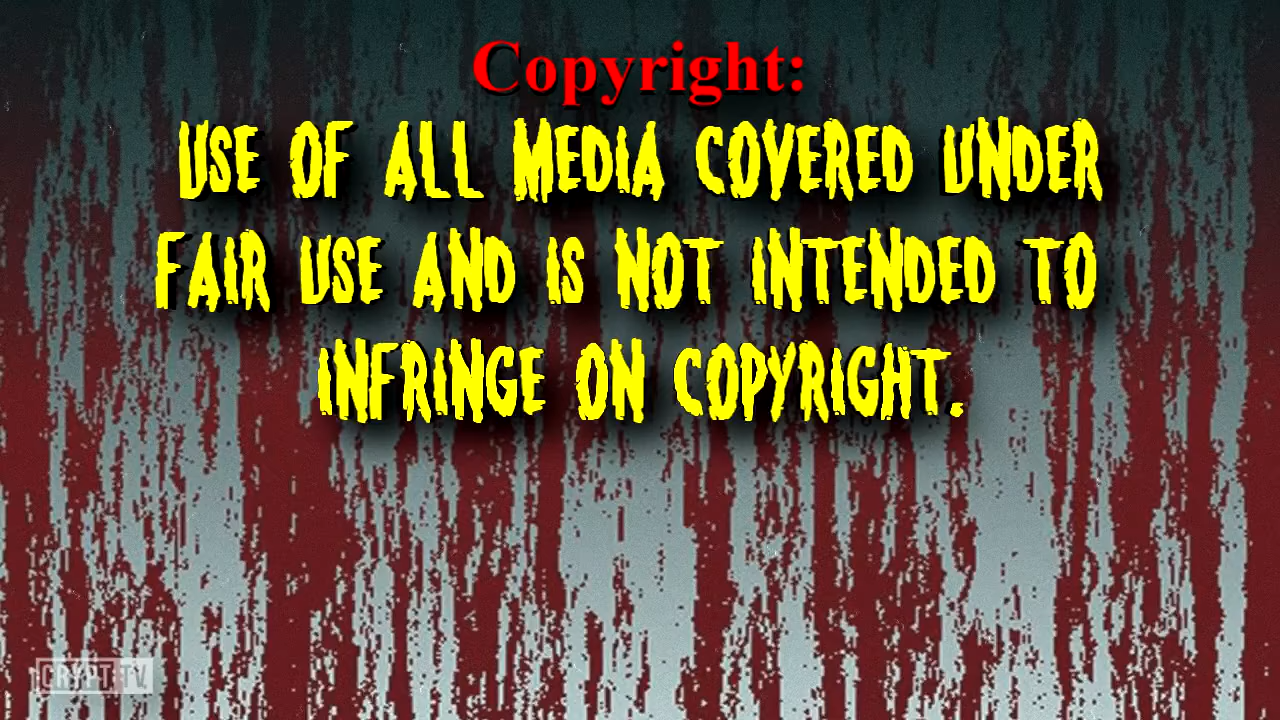 Copyright:
USE OF ALL MEDIA COVERED UNDER
FAIR USE AND IS NOT INTENDED TO
INFRINGE ON COPYRIGHT.
CRYPT TV